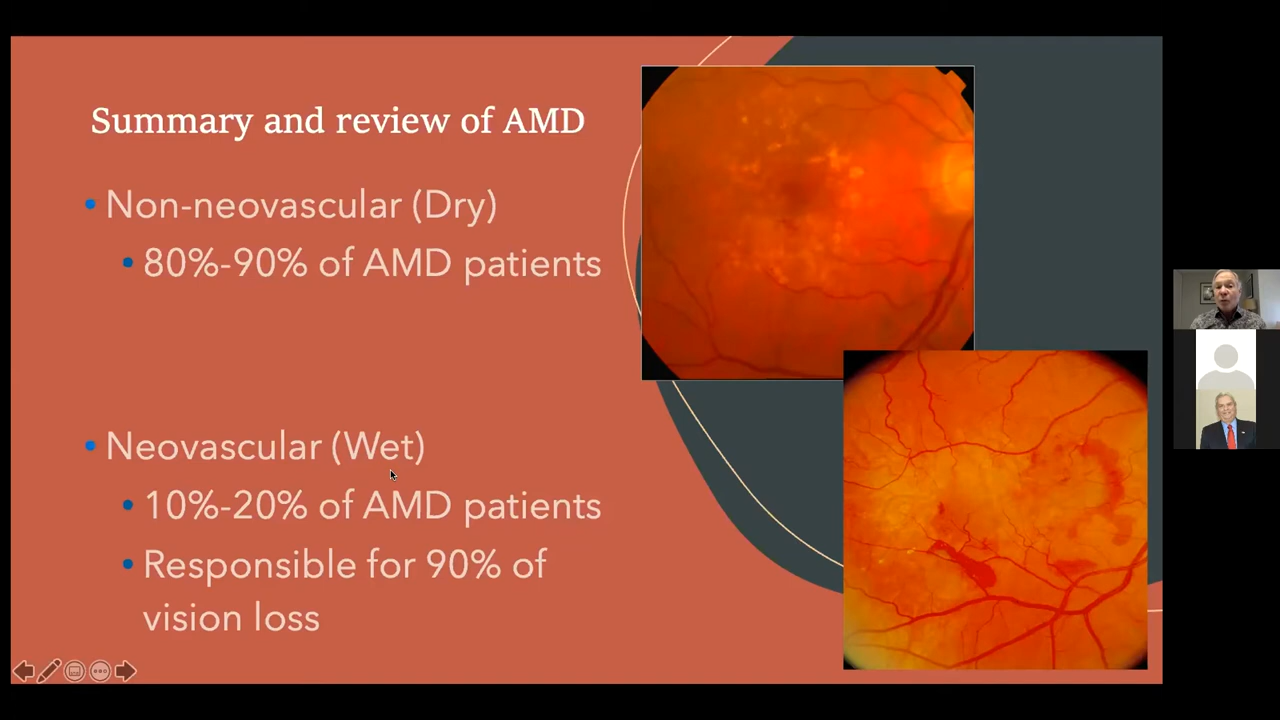 Summary and review of AMD
• Non-neovascular (Dry)
• 80%-90% of AMD patients
• Neovascular (Wet)
• 10%-20% of AMD patients
• Responsible for 90% of
vision loss